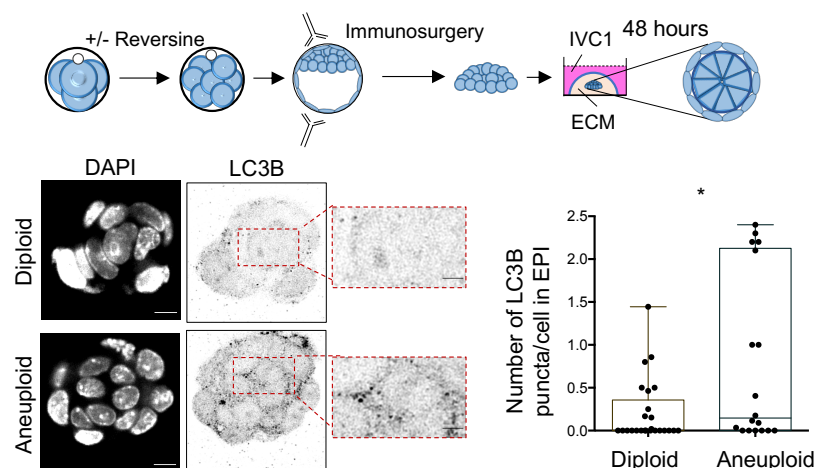 +/- Reversine
Immunosurgery
48 hours
IVC1
ECM
DAPI
LC3B
Diploid
Aneuploid
*
Number of LC3B
puncta/cell in EPI
2.5
2.0
1.5
1.0
0.5
0.0
Diploid
Aneuploid